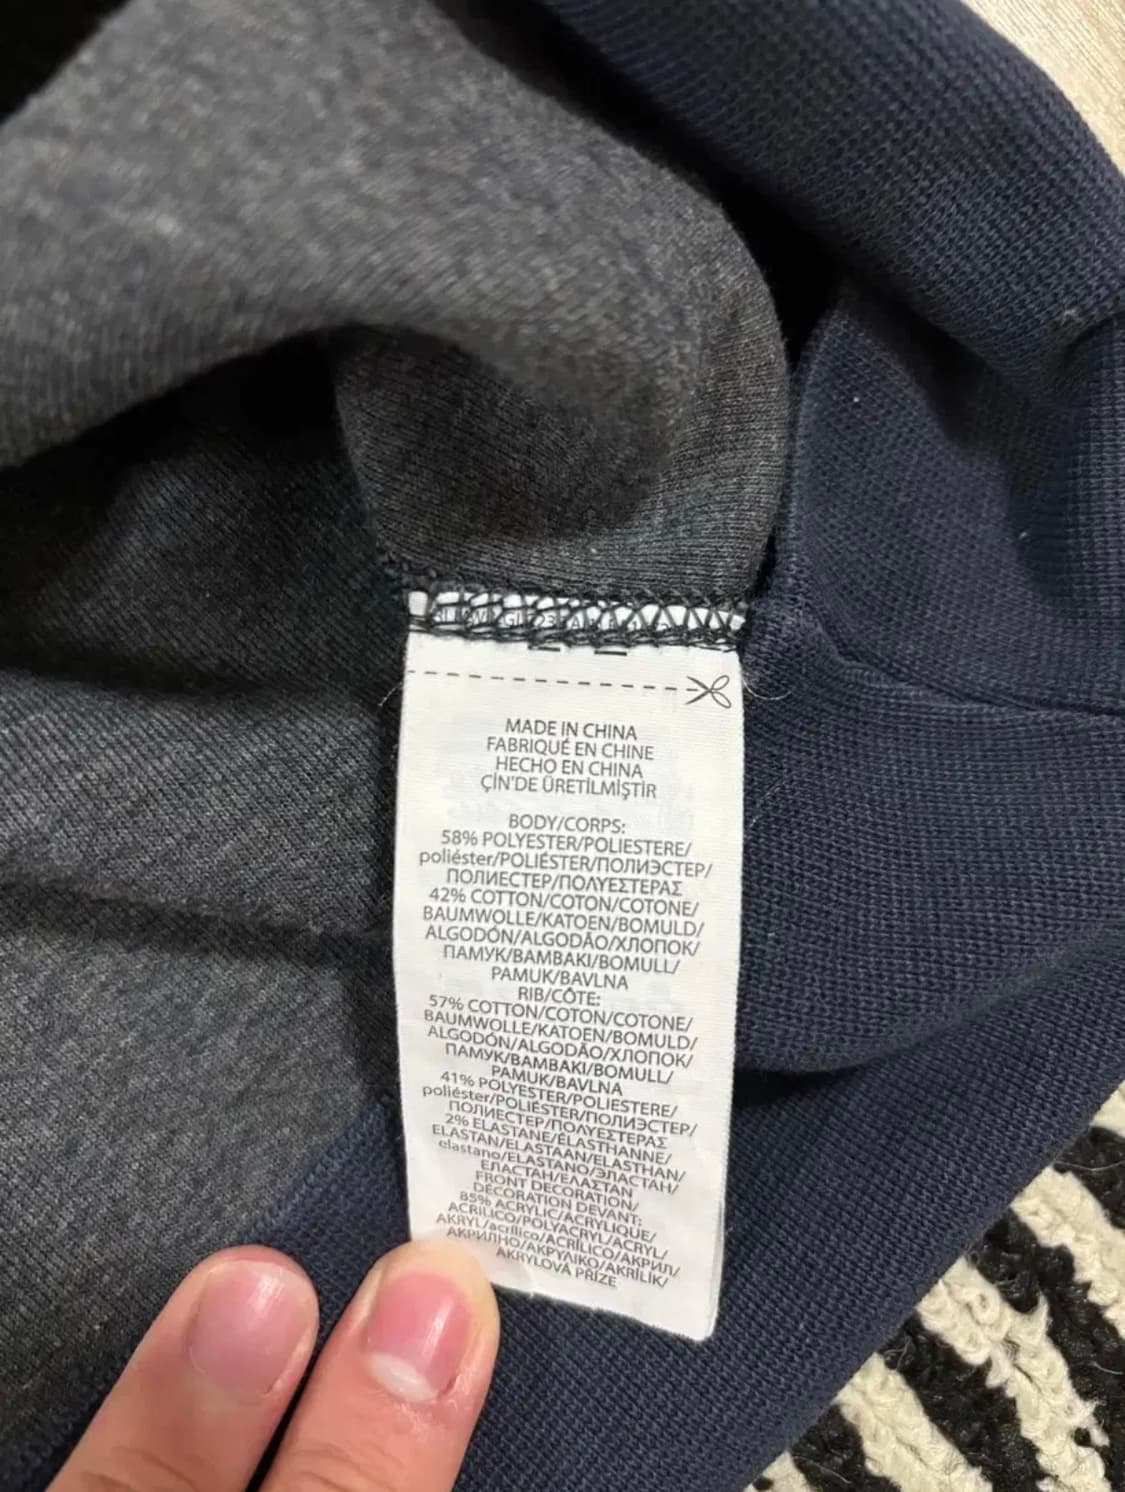 MADE IN CHINA
FABRIQUÉ EN CHINE
HECHO EN CHINA
ÇİN'DE ÜRETİLMİŞTİR
BODY/CORPS:
58% POLYESTER/POLIESTERE/
poliéster/POLIÉSTER/ПОЛИЭСТЕР/
ПОЛИЕСТЕР/ΠΟΛΥΕΣΤΕΡΑΣ
42% COTTON/COTON/COTONE/
BAUMWOLLE/KATOEN/BOMULD/
ALGODÓN/ALGODÃO/ХЛОПОК/
ПАМУК/ΒΑΜΒΑΚΙ/BOMULL/
PAMUK/BAVLNA
RIB/CÔTE:
57% COTTON/COTON/COTONE/
BAUMWOLLE/KATOEN/BOMULD/
ALGODÓN/ALGODÃO/ХЛОПОК/
ПАМУК/ΒΑΜΒΑΚΙ/BOMULL/
PAMUK/BAVLNA
41% POLYESTER/POLIESTERE/
poliéster/POLIÉSTER/ПОЛИЭСТЕР/
ПОЛИЕСТЕР/ΠΟΛΥΕΣΤΕΡΑΣ
2% ELASTANE/ÉLASTHANNE/
ELASTAN/ELASTAAN/ELASTHAN/
elastano/ELASTANO/ЭЛАСТАН/
ЕЛАСТАН/ΕΛΑΣΤΑΝ
FRONT DECORATION/
DÉCORATION DEVANT:
85% ACRYLIC/ACRYLIQUE/
ACRILICO/POLYACRYL/ACRYL/
AKRYL/acrílico/ACRÍLICO/АКРИЛ/
АКРИЛНО/ΑΚΡΥΛΙΚΟ/AKRİLİK/
AKRYLOVÁ PŘÍZE